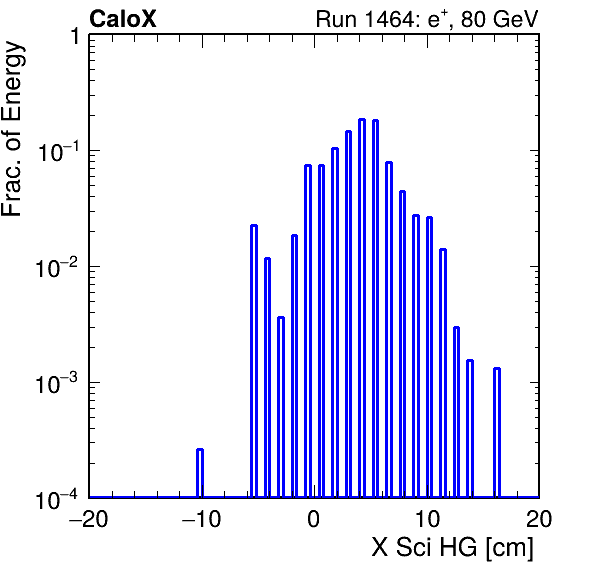 CaloX Run 1464: e⁺, 80 GeV
Frac. of Energy
1
10⁻¹
10⁻²
10⁻³
10⁻⁴
−20 −10 0 10 20
X Sci HG [cm]